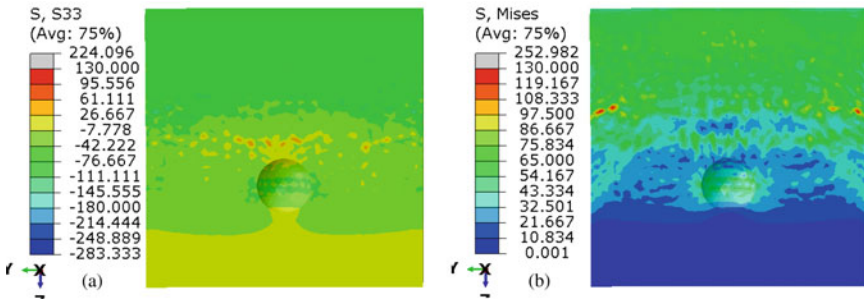 S, S33
(Avg: 75%)
224.096
130.000
95.556
61.111
26.667
-7.778
-42.222
-76.667
-111.111
-145.555
-180.000
-214.444
-248.889
-283.333
Y
X
(a)
S, Mises
(Avg: 75%)
252.982
130.000
119.167
108.333
97.500
86.667
75.834
65.000
54.167
43.334
32.501
21.667
10.834
0.001
Y
X
(b)